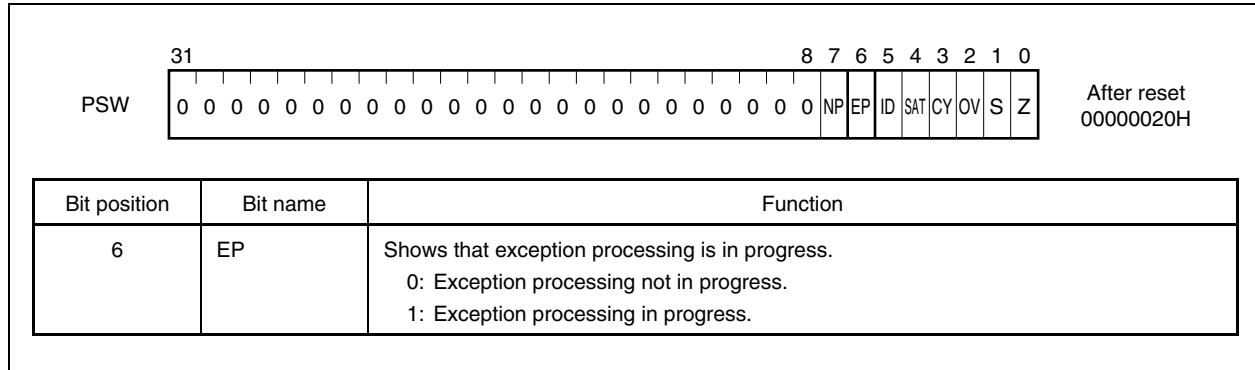 31 8 7 6 5 4 3 2 1 0
PSW 0 0 0 0 0 0 0 0 0 0 0 0 0 0 0 0 0 0 0 0 0 0 0 0 NP EP ID SAT CY OV S Z After reset
00000020H
Bit position Bit name Function
6 EP Shows that exception processing is in progress.
0: Exception processing not in progress.
1: Exception processing in progress.